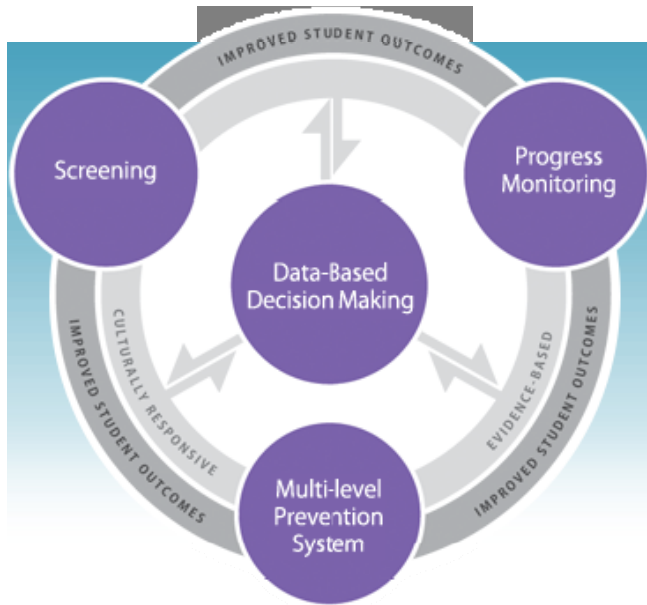 IMPROVED STUDENT OUTCOMES
Screening
Progress
Monitoring
Data-Based
Decision Making
CULTURALLY RESPONSIVE
EVIDENCE-BASED
IMPROVED STUDENT OUTCOMES
IMPROVED STUDENT OUTCOMES
Multi-level
Prevention
System